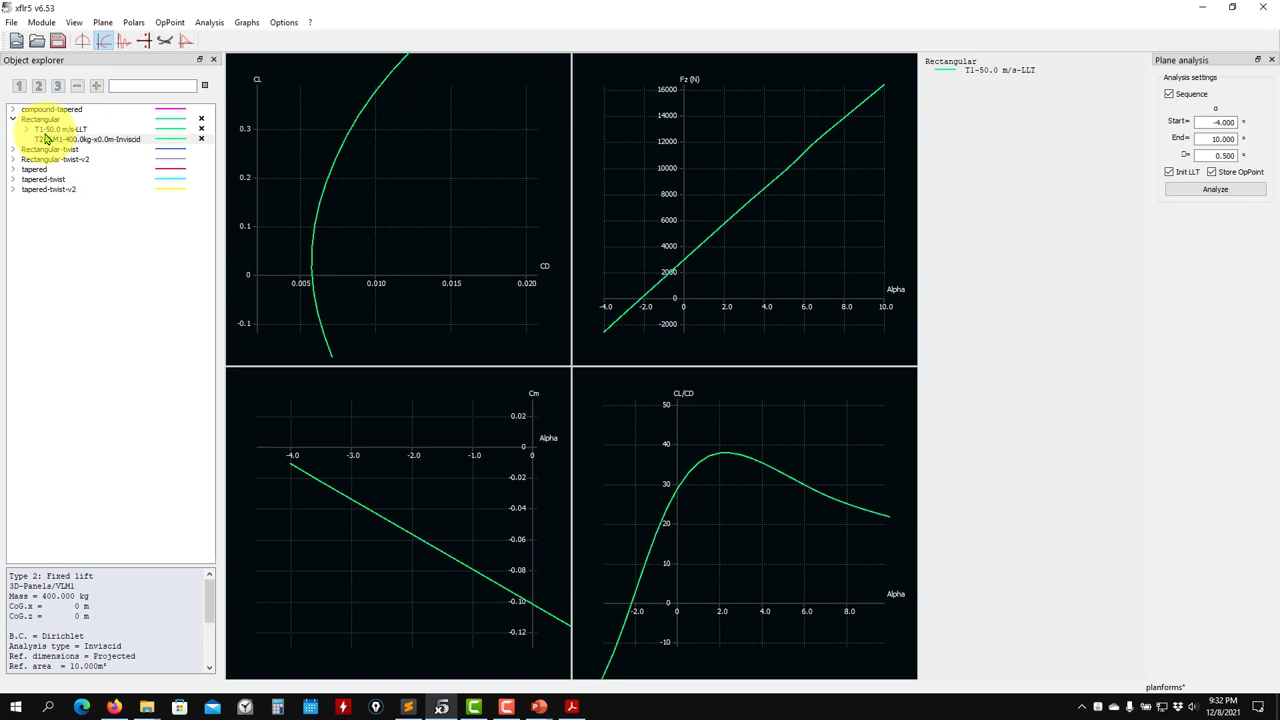 xflr5 v6.53
File Module View Plane Polars OpPoint Analysis Graphs Options ?
Object explorer
1 2 3
compound-tapered
Rectangular
T1-50.0 m/s-LLT
-400.0kg-x0.0m-Inviscid
Rectangular-twist
Rectangular-twist-v2
tapered
tapered-twist
tapered-twist-v2
Type 2: Fixed lift
3D-Panels/VLM1
Mass = 400.000 kg
CoG.x = 0 m
CoG.z = 0 m
B.C. = Dirichlet
Analysis type = Inviscid
Ref. dimensions = Projected
Ref. area = 10.000m²
CL
0.3
0.2
0.1
0
-0.1
CD
0.005 0.010 0.015 0.020
Fz (N)
16000
14000
12000
10000
8000
6000
4000
2000
0
-2000
Alpha
-4.0 -2.0 0 2.0 4.0 6.0 8.0 10.0
Cm
0.02
0
-0.02
-0.04
-0.06
-0.08
-0.10
-0.12
Alpha
-4.0 -3.0 -2.0 -1.0 0
CL/CD
50
40
30
20
10
0
-10
Alpha
-2.0 0 2.0 4.0 6.0 8.0
Rectangular
T1-50.0 m/s-LLT
Plane analysis
Analysis settings
Sequence
α
Start= -4.000 °
End= 10.000 °
0.500 °
Init LLT Store OpPoint
Analyze
planforms*
9:32 PM
12/8/2021